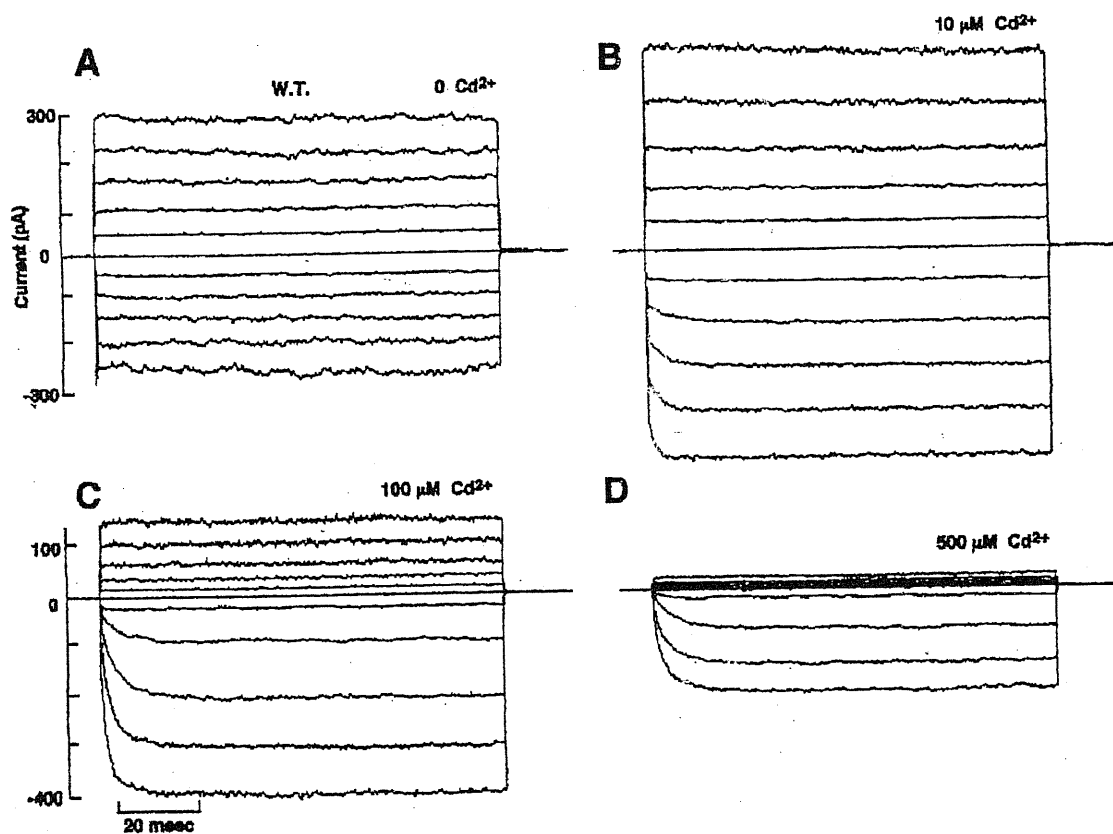 A
W.T.
0 Cd2+
300
0
-300
Current (pA)
B
10 µM Cd2+
C
100 µM Cd2+
100
0
-400
20 msec
D
500 µM Cd2+